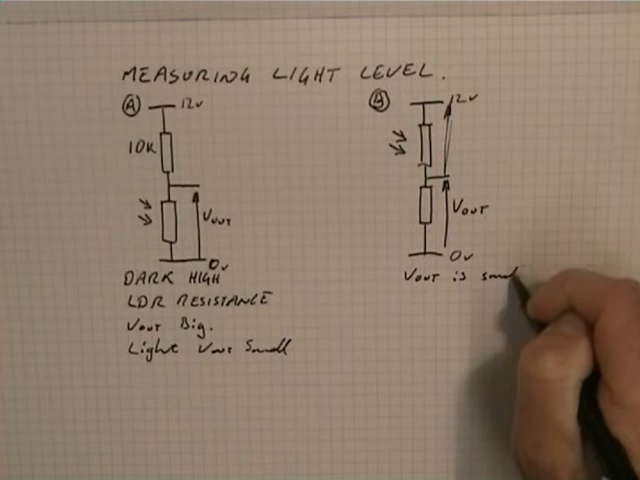 MEASURING LIGHT LEVEL.
A 12v
10K
Vout
0v
DARK HIGH
LDR RESISTANCE
Vout Big.
Light Vout Small
B 12v
Vout
0v
Vout is small